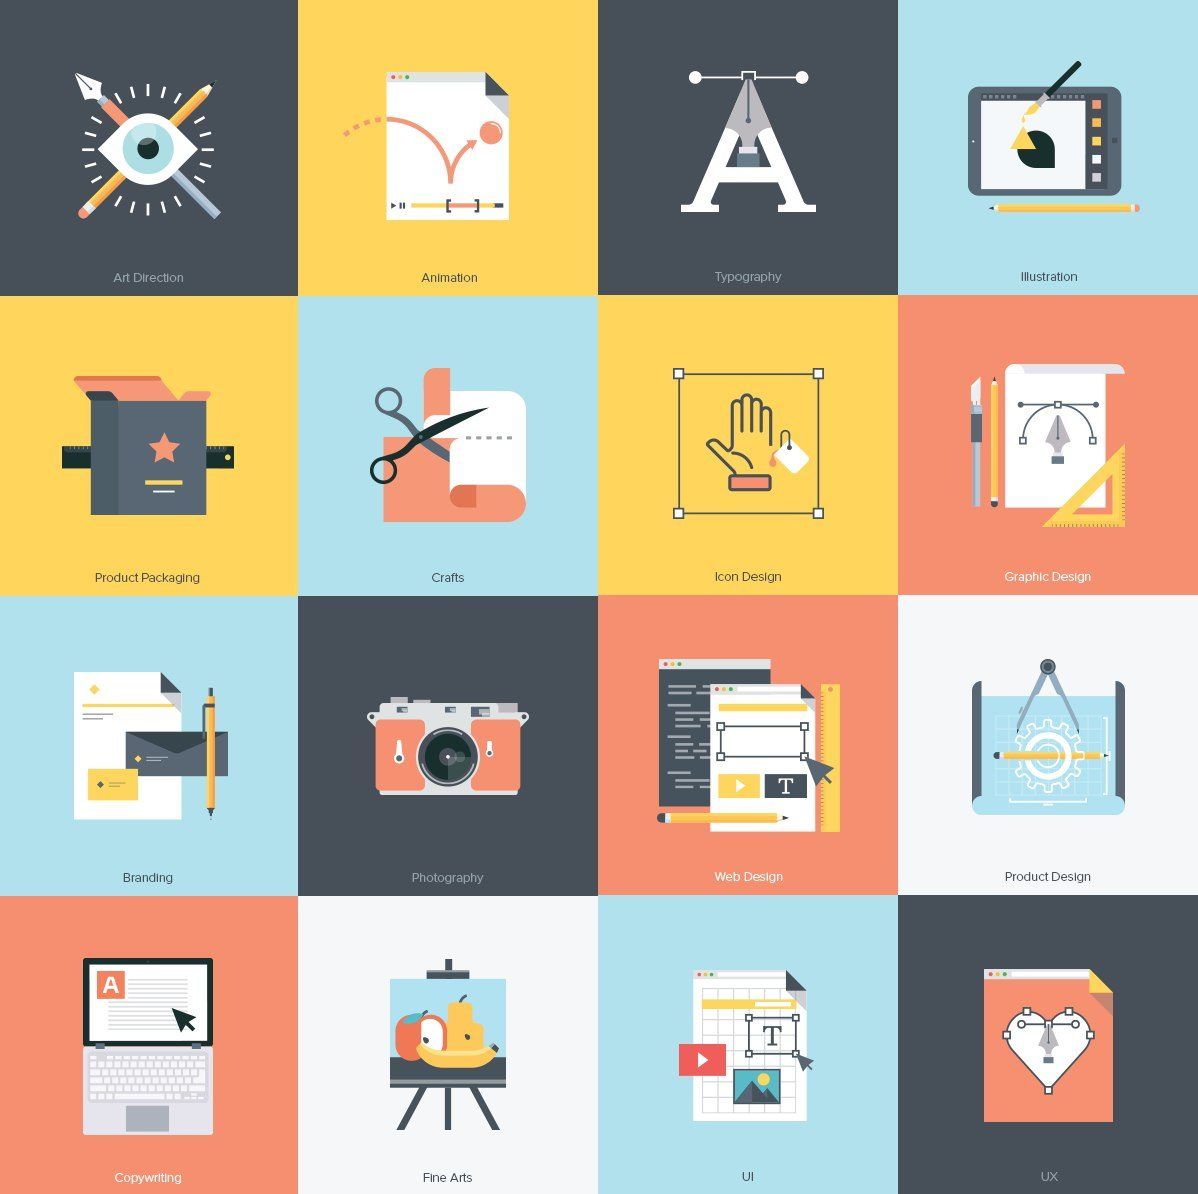 Art Direction
Animation
A
Typography
Illustration
Product Packaging
Crafts
Icon Design
Graphic Design
Branding
Photography
T
Web Design
Product Design
A
Copywriting
Fine Arts
T
UI
UX